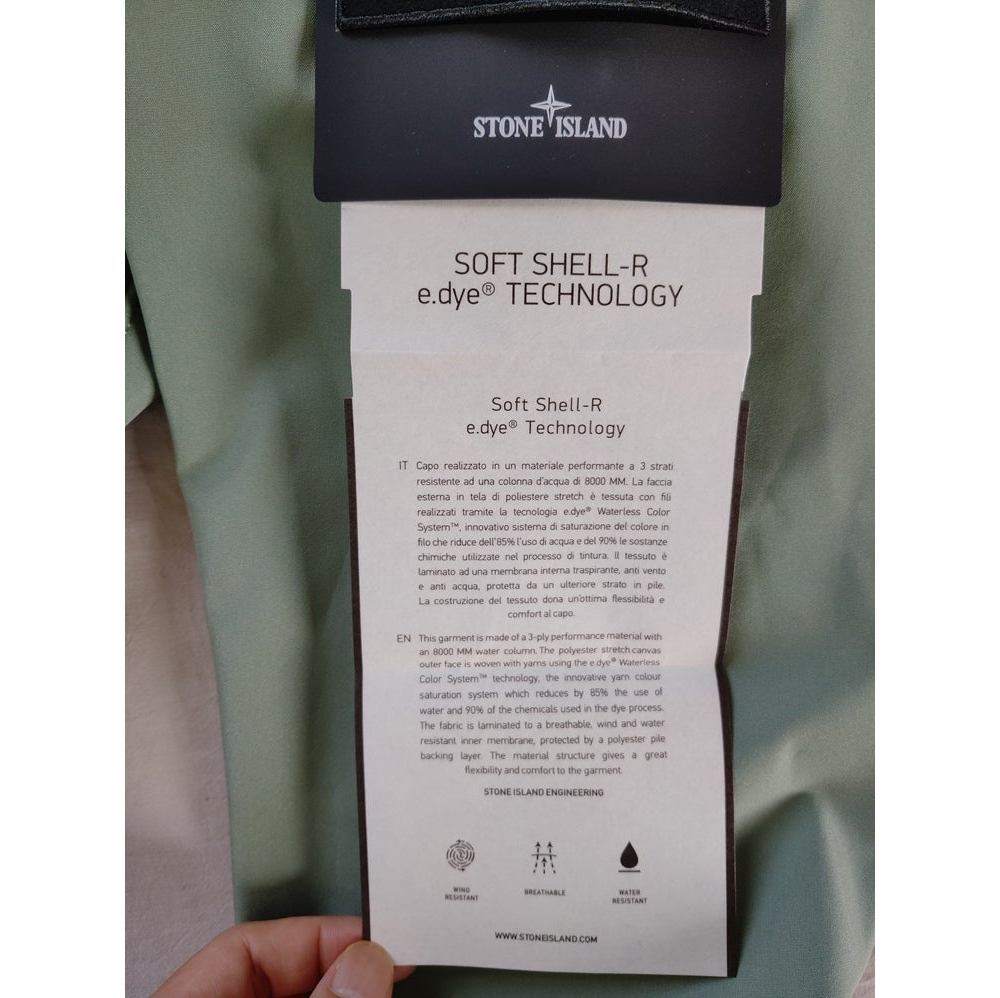 STONE ISLAND
SOFT SHELL-R
e.dye® TECHNOLOGY
Soft Shell-R
e.dye® Technology
IT Capo realizzato in un materiale performante a 3 strati
resistente ad una colonna d'acqua di 8000 MM. La faccia
esterna in tela di poliestere stretch è tessuta con fili
realizzati tramite la tecnologia e.dye® Waterless Color
System™, innovativo sistema di saturazione del colore in
filo che riduce dell'85% l'uso di acqua e del 90% le sostanze
chimiche utilizzate nel processo di tintura. Il tessuto è
laminato ad una membrana interna traspirante, anti vento
e anti acqua, protetta da un ulteriore strato in pile.
La costruzione del tessuto dona un'ottima flessibilità e
comfort al capo.
EN This garment is made of a 3-ply performance material with
an 8000 MM water column. The polyester stretch canvas
outer face is woven with yarns using the e.dye® Waterless
Color System™ technology, the innovative yarn colour
saturation system which reduces by 85% the use of
water and 90% of the chemicals used in the dye process.
The fabric is laminated to a breathable, wind and water
resistant inner membrane, protected by a polyester pile
backing layer. The material structure gives a great
flexibility and comfort to the garment.
STONE ISLAND ENGINEERING
WIND
RESISTANT
BREATHABLE
WATER
RESISTANT
WWW.STONEISLAND.COM